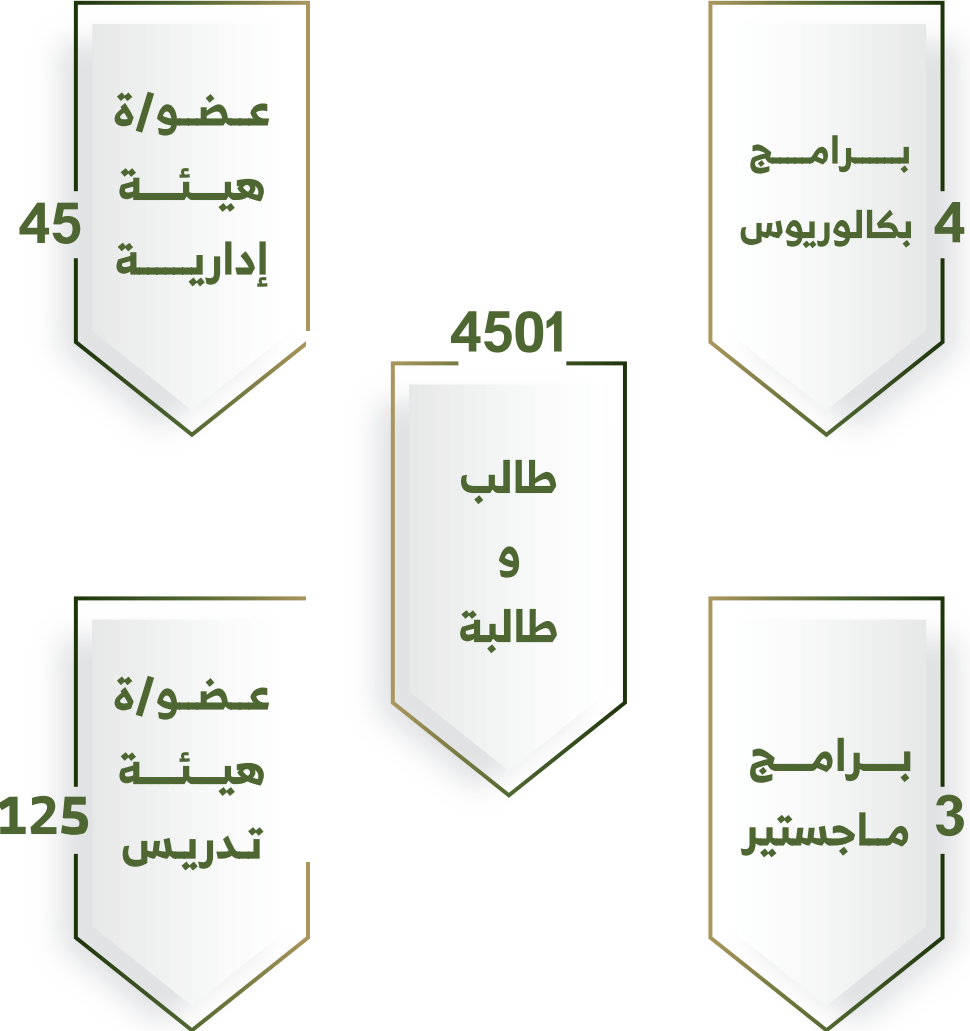 4
برامج
بكالوريوس
45
عضو/ة
هيئة
إدارية
4501
طالب
و
طالبة
3
برامج
ماجستير
125
عضو/ة
هيئة
تدريس